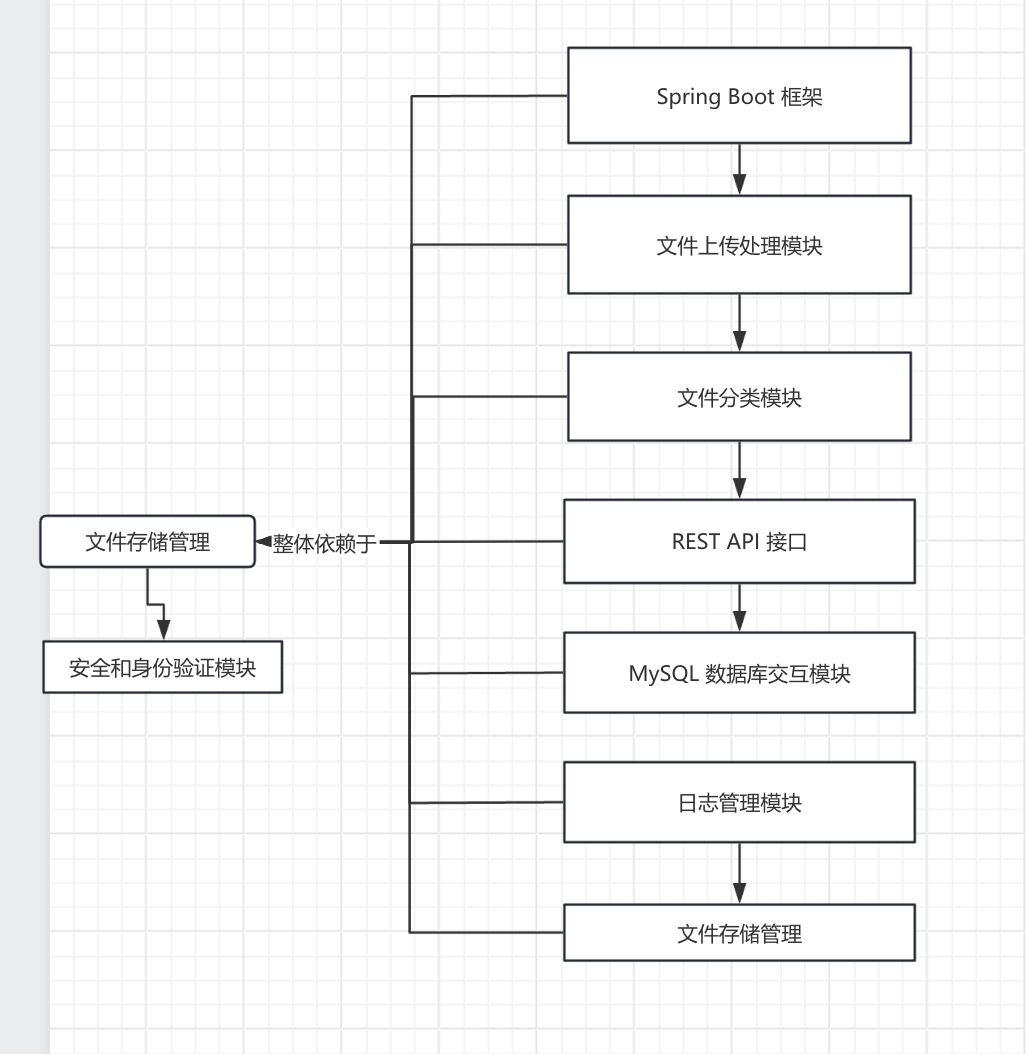 Spring Boot 框架
文件上传处理模块
文件分类模块
REST API 接口
文件存储管理
整体依赖于
安全和身份验证模块
MySQL 数据库交互模块
日志管理模块
文件存储管理